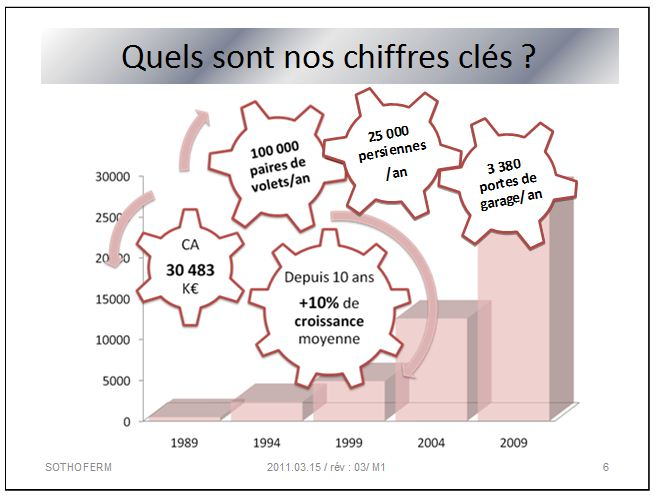 Quels sont nos chiffres clés ?
100 000
paires de
volets/an
25 000
persiennes
/an
3 380
portes de
garage/ an
CA
30 483
K€
Depuis 10 ans
+10% de
croissance
moyenne
30000
20000
15000
10000
5000
0
1989
1994
1999
2004
2009
SOTHOFERM
2011.03.15 / rév : 03/ M1
6